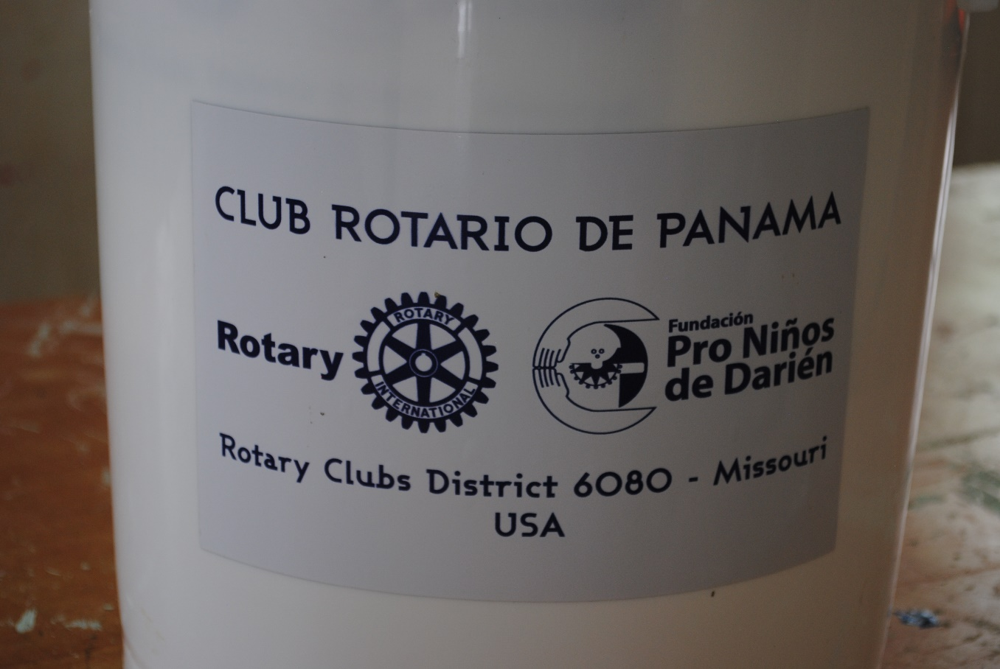 CLUB ROTARIO DE PANAMA
Rotary
ROTARY
INTERNATIONAL
Fundación
Pro Niños
de Darién
Rotary Clubs District 6080 - Missouri
USA